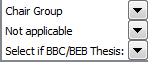 Chair Group
Not applicable
Select if BBC/BEB Thesis: